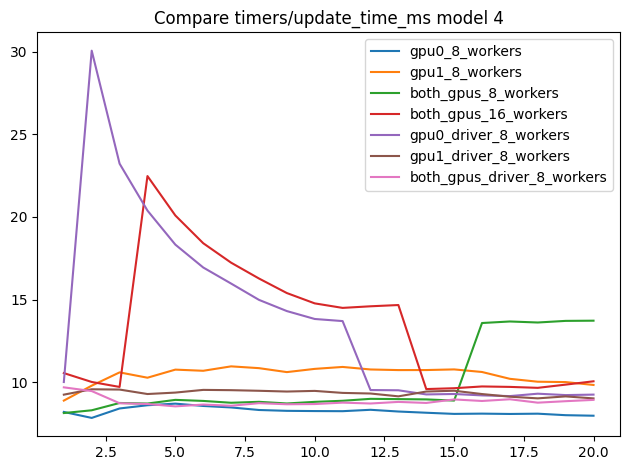 Compare timers/update_time_ms model 4
30
25
20
15
10
gpu0_8_workers
gpu1_8_workers
both_gpus_8_workers
both_gpus_16_workers
gpu0_driver_8_workers
gpu1_driver_8_workers
both_gpus_driver_8_workers
2.5 5.0 7.5 10.0 12.5 15.0 17.5 20.0